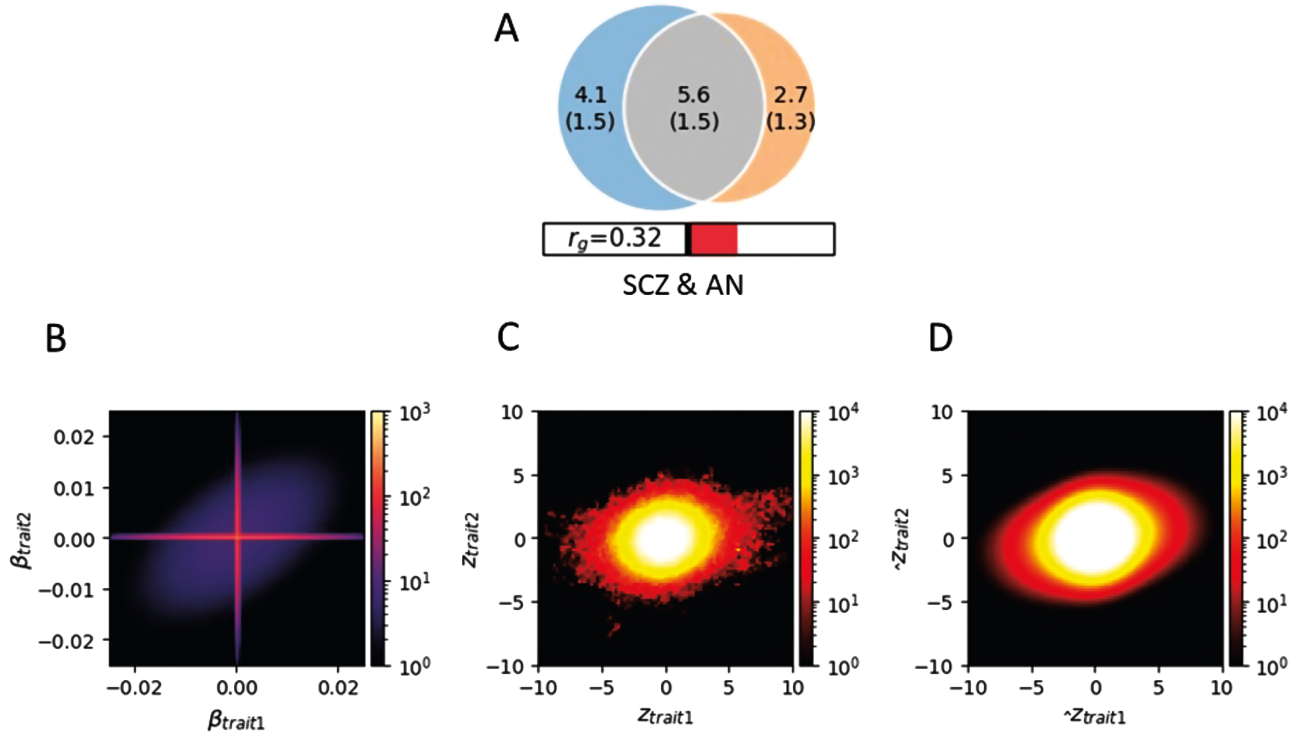 A
4.1 5.6 2.7
(1.5) (1.5) (1.3)
r_g=0.32
SCZ & AN
B
0.02
0.01
0.00
−0.01
−0.02
β_trait2
−0.02 0.00 0.02
β_trait1
10^3
10^2
10^1
10^0
C
10
5
0
−5
−10
z_trait2
−10 −5 0 5 10
z_trait1
10^4
10^3
10^2
10^1
10^0
D
10
5
0
−5
−10
^z_trait2
−10 −5 0 5 10
^z_trait1
10^4
10^3
10^2
10^1
10^0